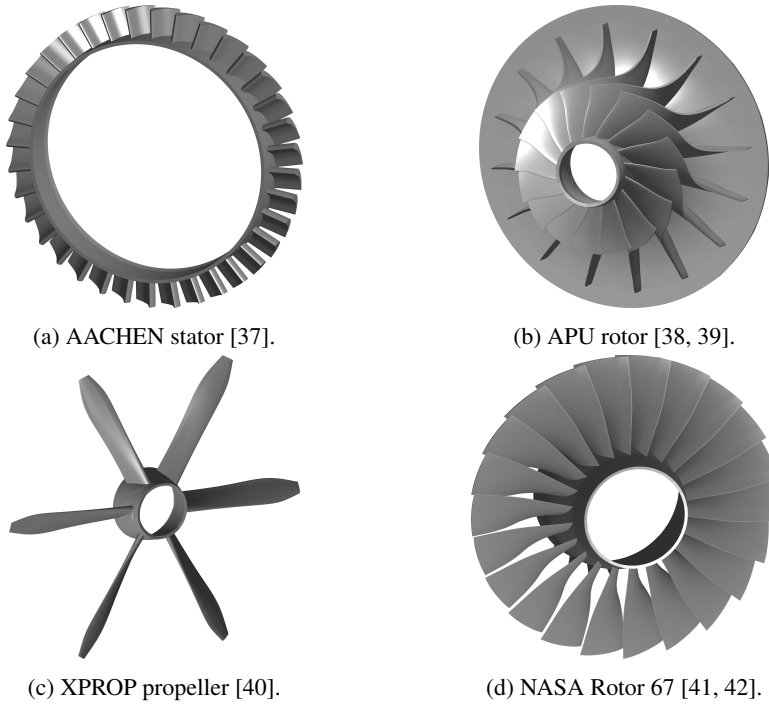 (a) AACHEN stator [37].
(b) APU rotor [38, 39].
(c) XPROP propeller [40].
(d) NASA Rotor 67 [41, 42].